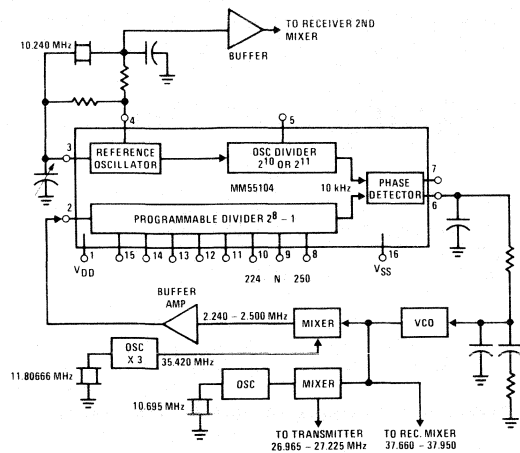 TO RECEIVER 2ND
MIXER
BUFFER
10.240 MHz
4
5
3
REFERENCE
OSCILLATOR
OSC DIVIDER
2^10 OR 2^11
MM55104
10 kHz
PHASE
DETECTOR
7
6
2
PROGRAMMABLE DIVIDER 2^8 – 1
1
15
14
13
12
11
10
9
8
16
VDD
224 N 250
VSS
BUFFER
AMP
2.240 – 2.500 MHz
MIXER
VCO
OSC
X 3
35.420 MHz
11.80666 MHz
OSC
MIXER
10.695 MHz
TO TRANSMITTER
26.965 – 27.225 MHz
TO REC. MIXER
37.660 – 37.950